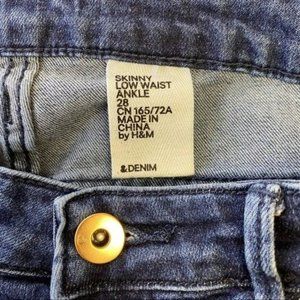 SKINNY
LOW WAIST
ANKLE
28
CN 165/72A
MADE IN
CHINA
by H&M
&DENIM